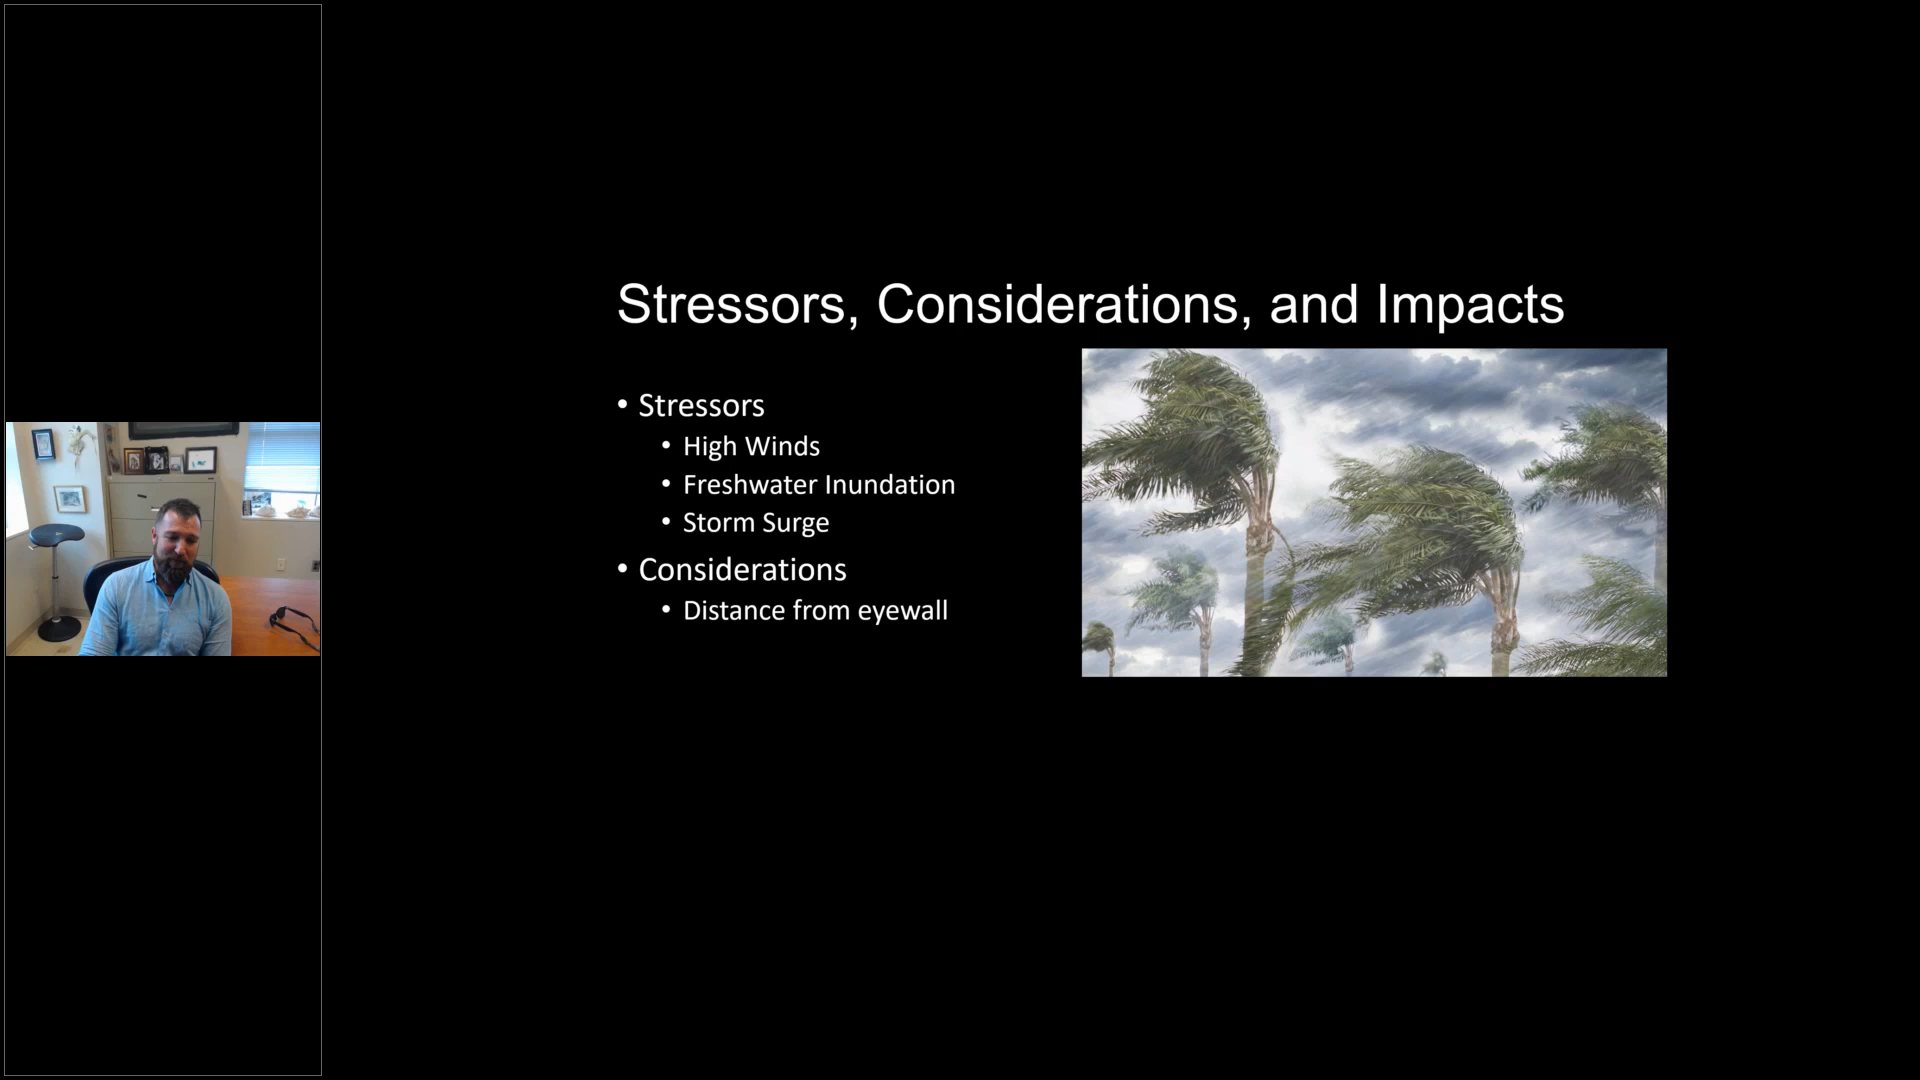 Stressors, Considerations, and Impacts
• Stressors
• High Winds
• Freshwater Inundation
• Storm Surge
• Considerations
• Distance from eyewall